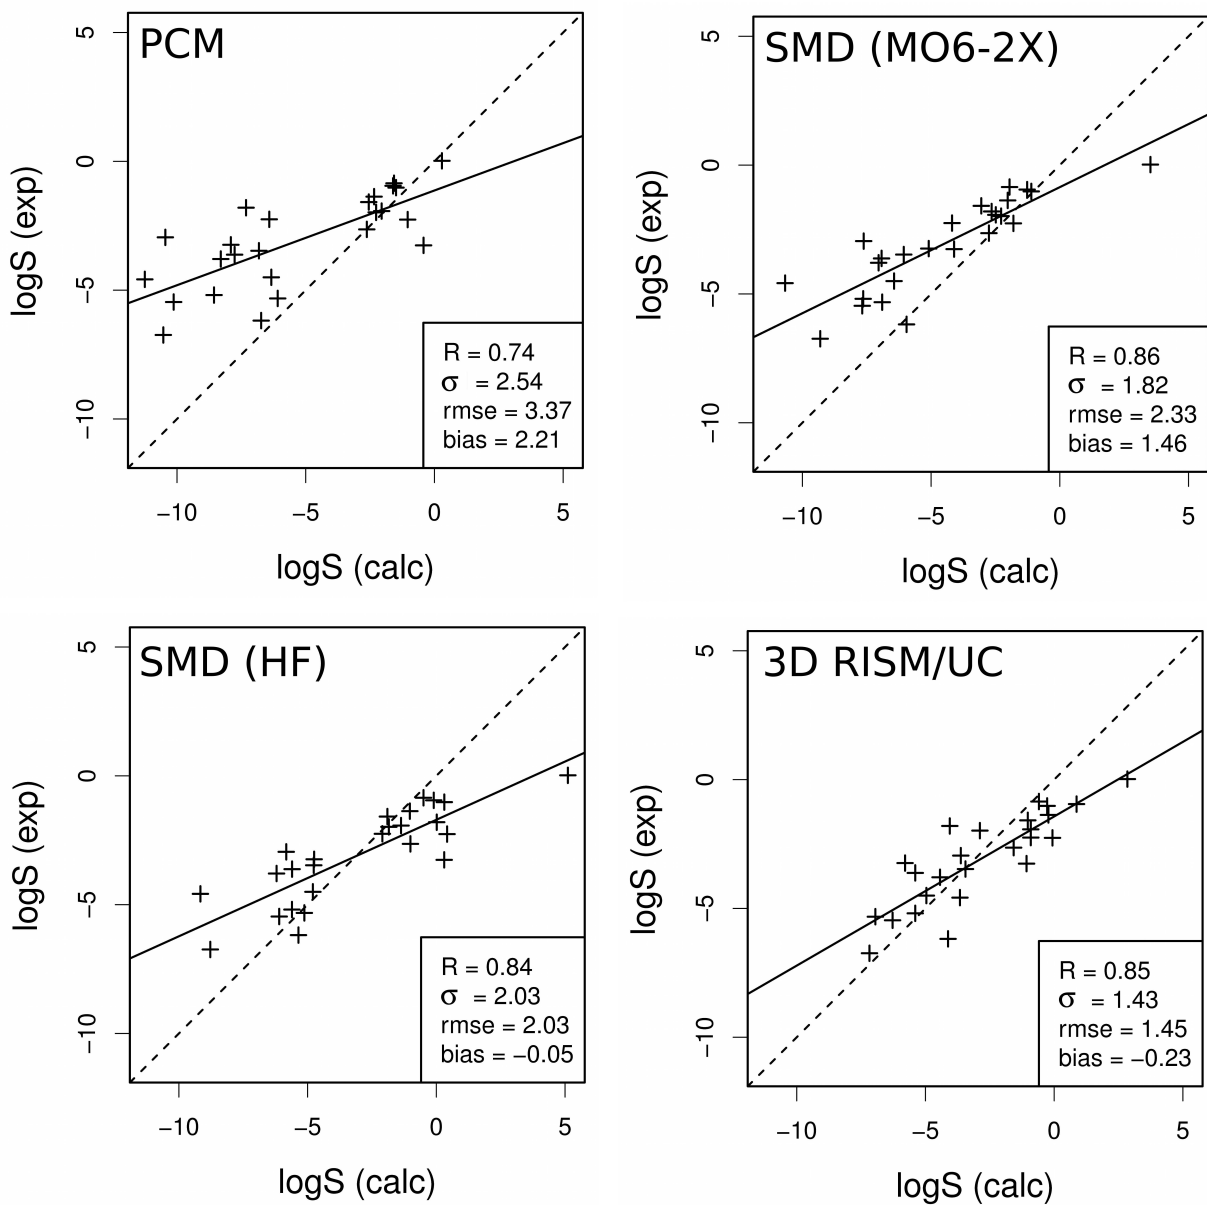 PCM
5
0
−5
−10
logS (exp)
R = 0.74
σ = 2.54
rmse = 3.37
bias = 2.21
−10 −5 0 5
logS (calc)
SMD (MO6-2X)
5
0
−5
−10
logS (exp)
R = 0.86
σ = 1.82
rmse = 2.33
bias = 1.46
−10 −5 0 5
logS (calc)
SMD (HF)
5
0
−5
−10
logS (exp)
R = 0.84
σ = 2.03
rmse = 2.03
bias = −0.05
−10 −5 0 5
logS (calc)
3D RISM/UC
5
0
−5
−10
logS (exp)
R = 0.85
σ = 1.43
rmse = 1.45
bias = −0.23
−10 −5 0 5
logS (calc)